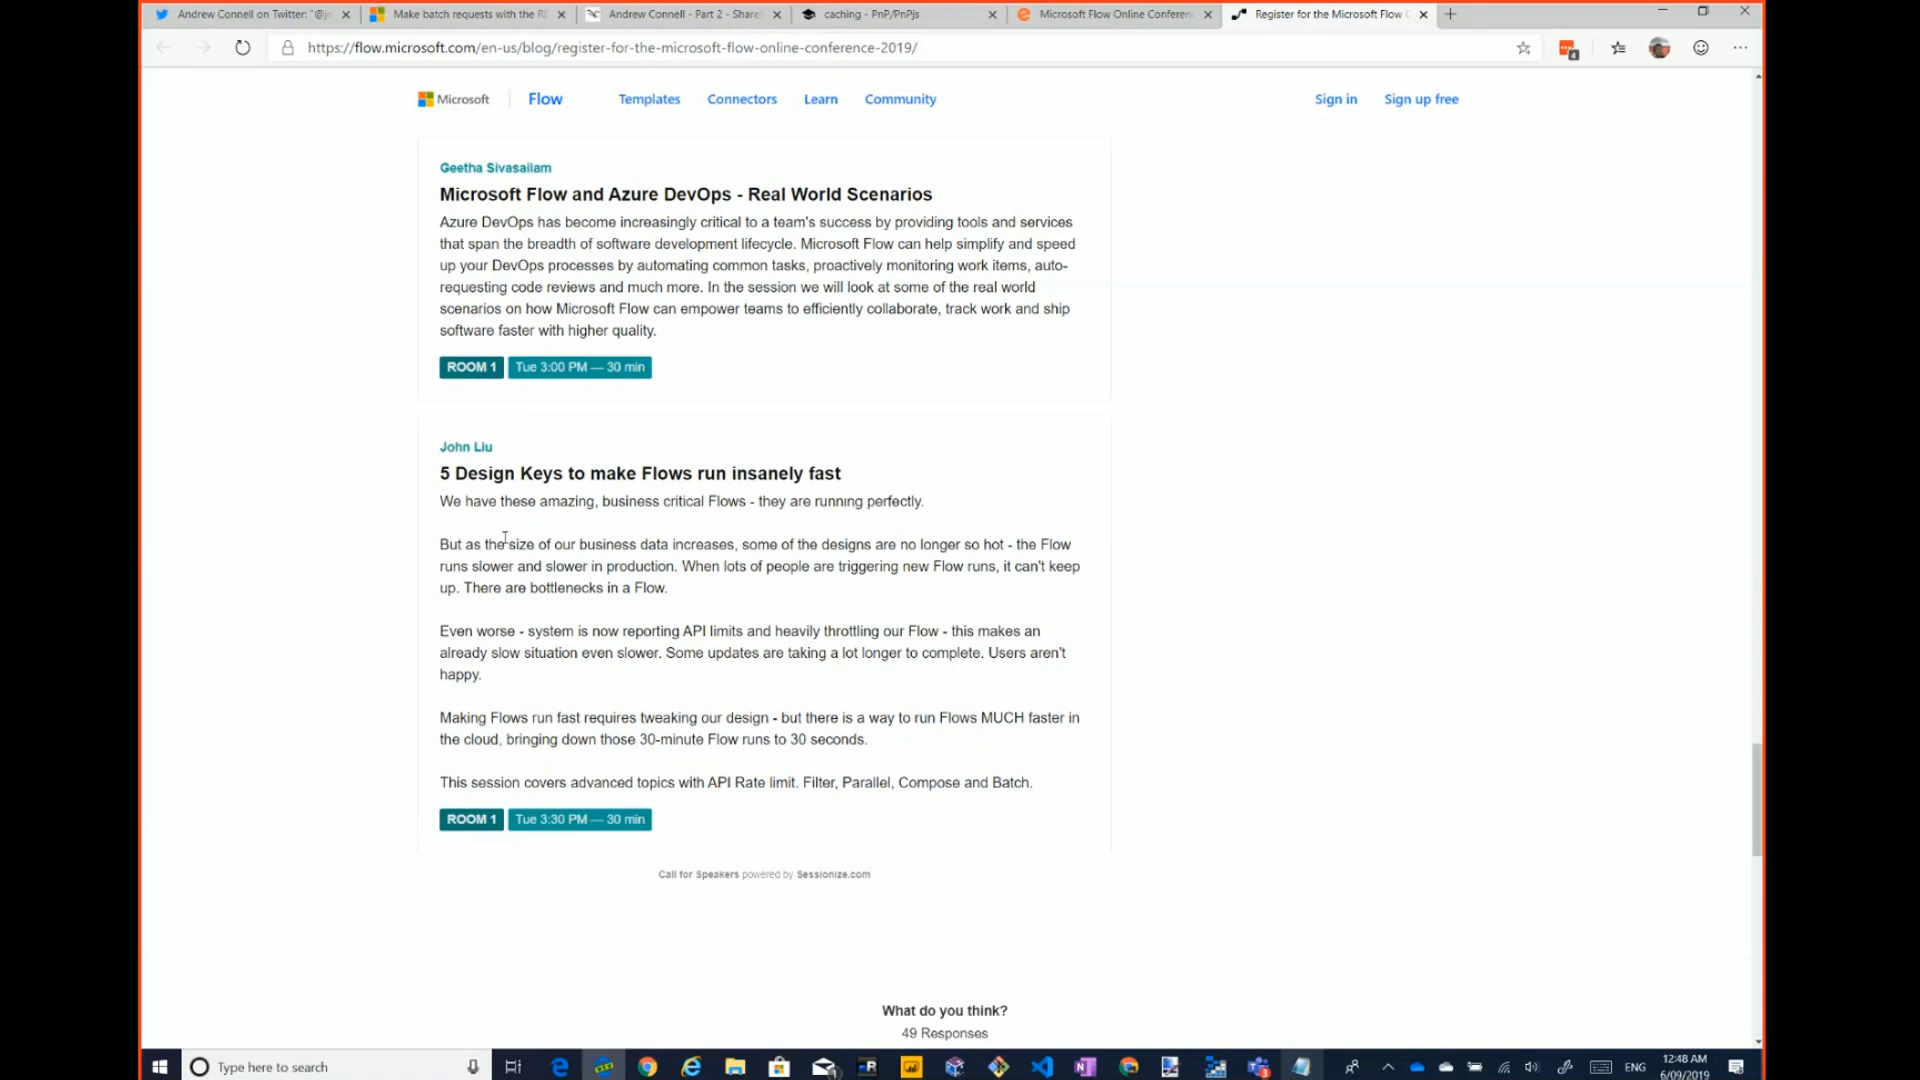 Andrew Connell on Twitter: "@jo
Make batch requests with the RE
Andrew Connell - Part 2 - Share
caching - PnP/PnPjs
Microsoft Flow Online Conferen
Register for the Microsoft Flow C
https://flow.microsoft.com/en-us/blog/register-for-the-microsoft-flow-online-conference-2019/
4
Microsoft
Flow
Templates
Connectors
Learn
Community
Sign in
Sign up free
Geetha Sivasailam
Microsoft Flow and Azure DevOps - Real World Scenarios
Azure DevOps has become increasingly critical to a team's success by providing tools and services
that span the breadth of software development lifecycle. Microsoft Flow can help simplify and speed
up your DevOps processes by automating common tasks, proactively monitoring work items, auto-
requesting code reviews and much more. In the session we will look at some of the real world
scenarios on how Microsoft Flow can empower teams to efficiently collaborate, track work and ship
software faster with higher quality.
ROOM 1
Tue 3:00 PM — 30 min
John Liu
5 Design Keys to make Flows run insanely fast
We have these amazing, business critical Flows - they are running perfectly.
But as the size of our business data increases, some of the designs are no longer so hot - the Flow
runs slower and slower in production. When lots of people are triggering new Flow runs, it can't keep
up. There are bottlenecks in a Flow.
Even worse - system is now reporting API limits and heavily throttling our Flow - this makes an
already slow situation even slower. Some updates are taking a lot longer to complete. Users aren't
happy.
Making Flows run fast requires tweaking our design - but there is a way to run Flows MUCH faster in
the cloud, bringing down those 30-minute Flow runs to 30 seconds.
This session covers advanced topics with API Rate limit. Filter, Parallel, Compose and Batch.
ROOM 1
Tue 3:30 PM — 30 min
Call for Speakers powered by Sessionize.com
What do you think?
49 Responses
Type here to search
ENG
12:48 AM
6/09/2019